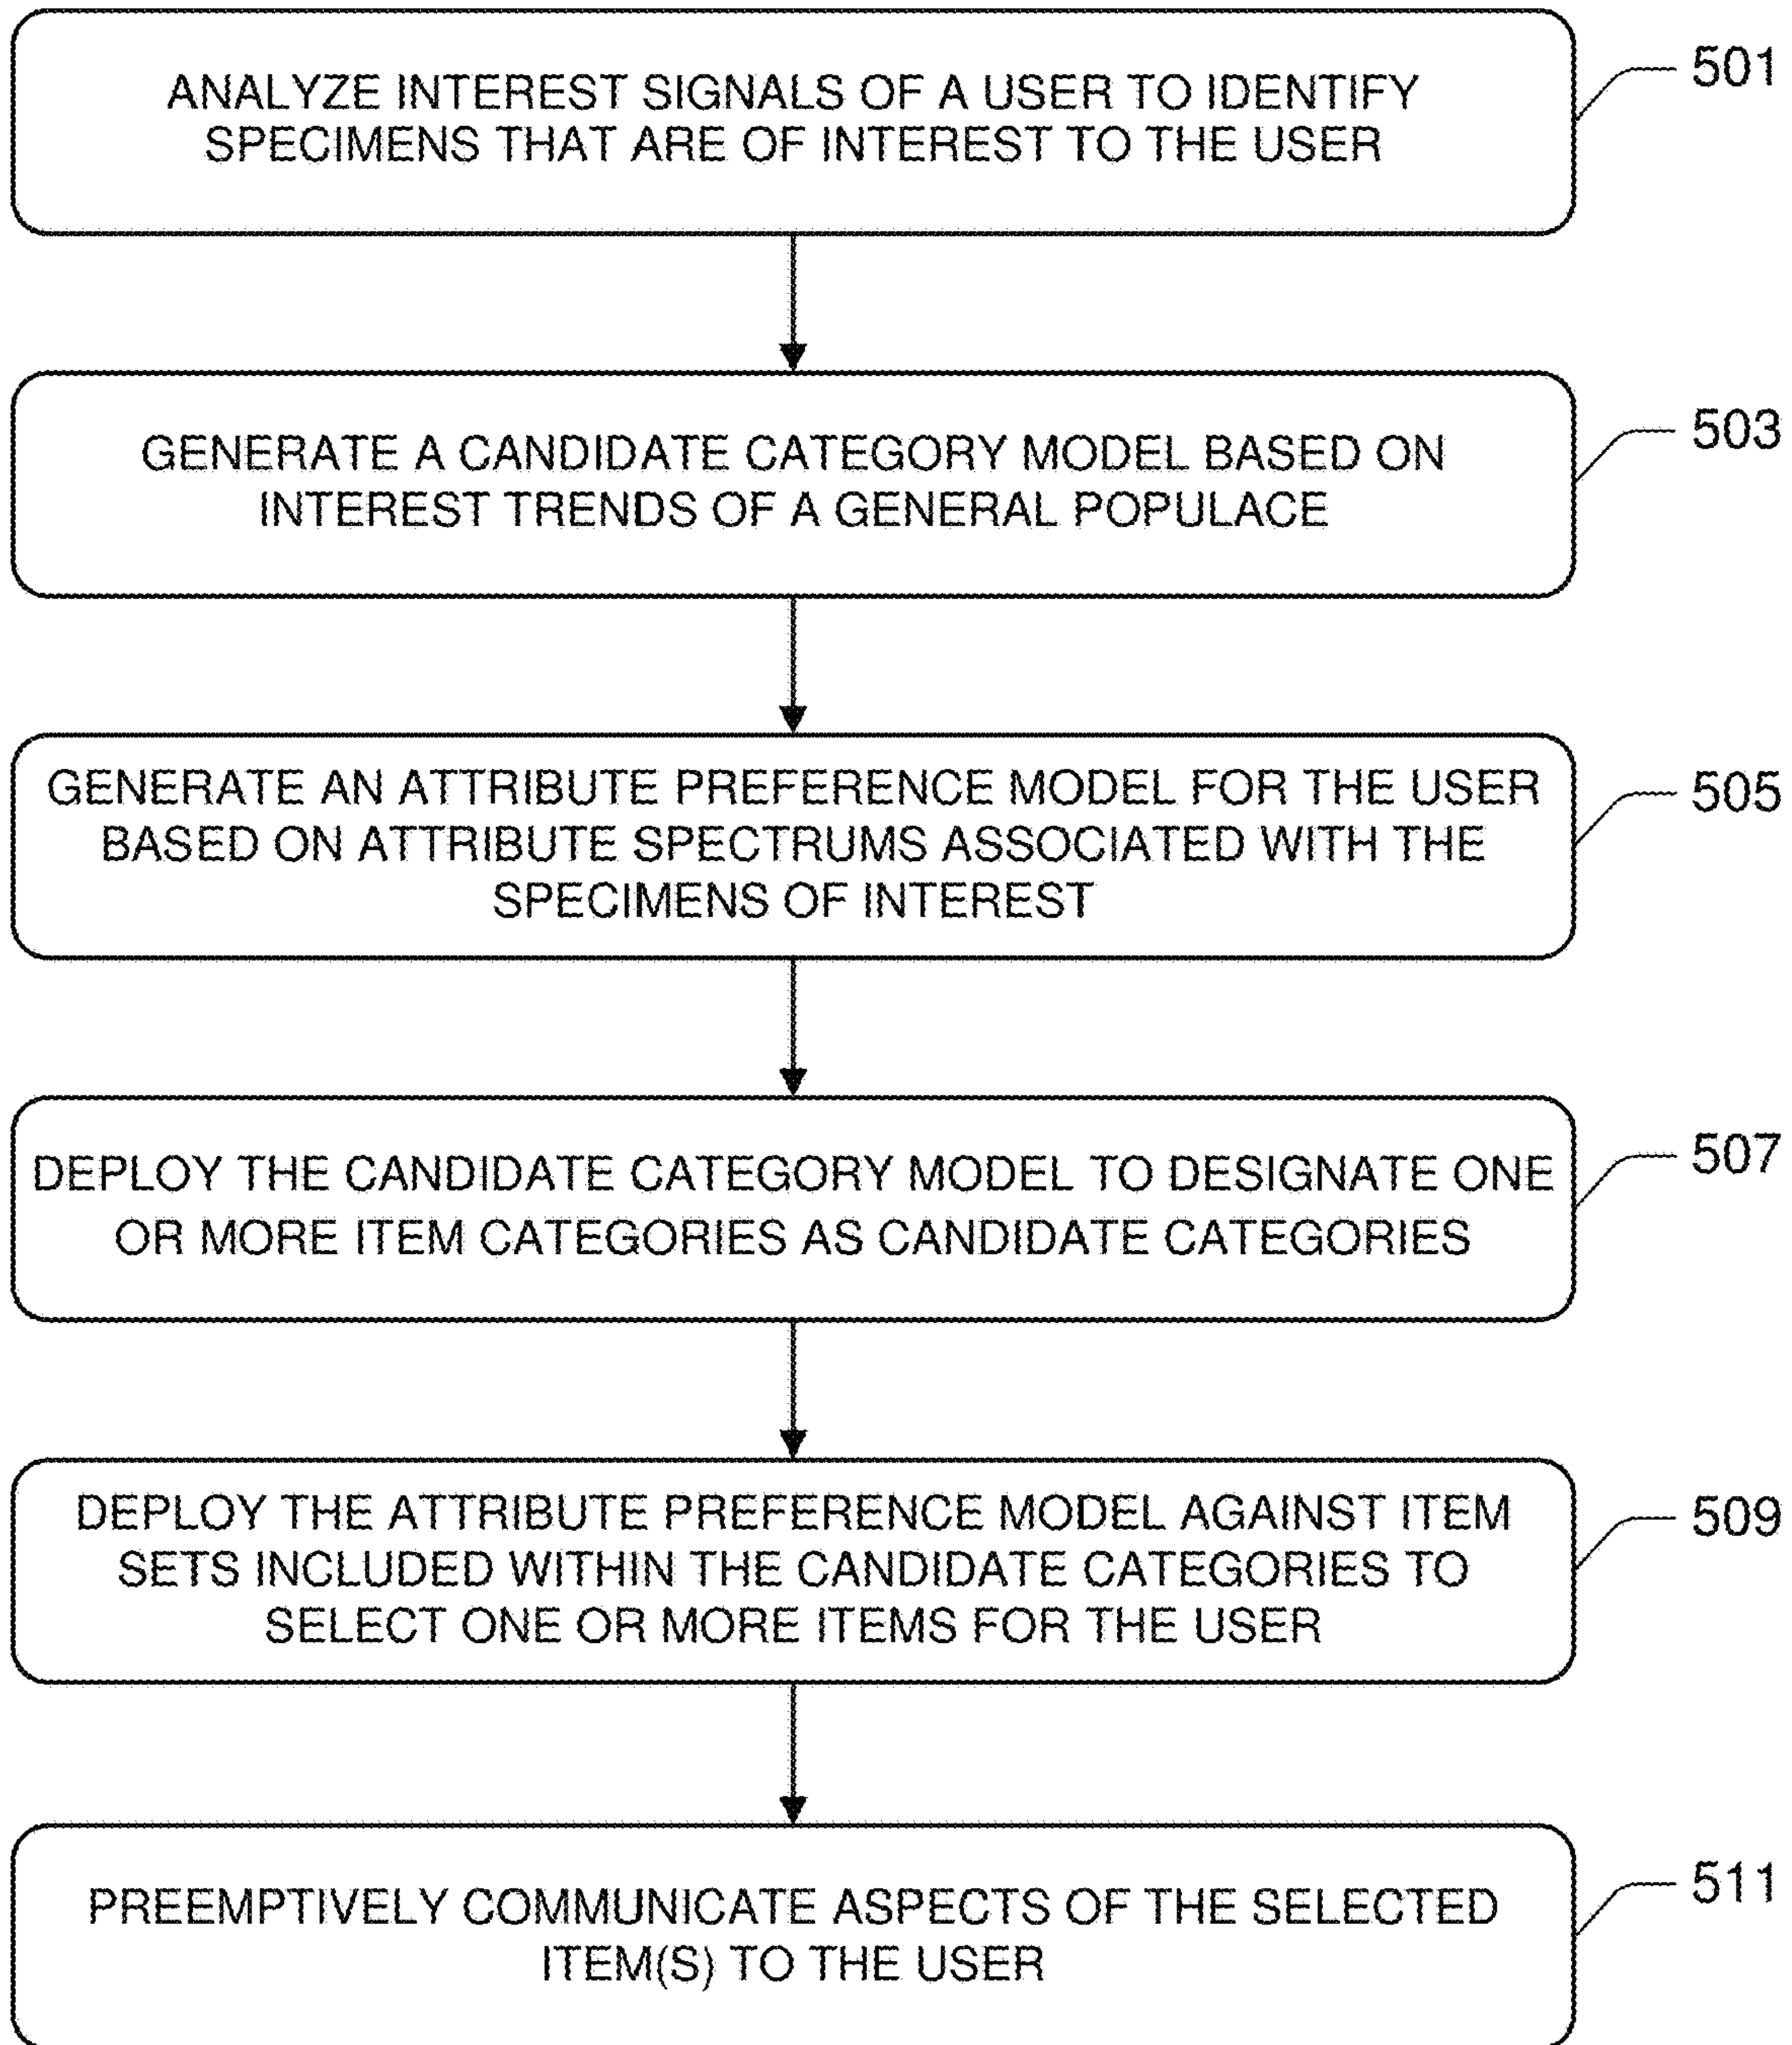 ANALYZE INTEREST SIGNALS OF A USER TO IDENTIFY
SPECIMENS THAT ARE OF INTEREST TO THE USER
501
GENERATE A CANDIDATE CATEGORY MODEL BASED ON
INTEREST TRENDS OF A GENERAL POPULACE
503
GENERATE AN ATTRIBUTE PREFERENCE MODEL FOR THE USER
BASED ON ATTRIBUTE SPECTRUMS ASSOCIATED WITH THE
SPECIMENS OF INTEREST
505
DEPLOY THE CANDIDATE CATEGORY MODEL TO DESIGNATE ONE
OR MORE ITEM CATEGORIES AS CANDIDATE CATEGORIES
507
DEPLOY THE ATTRIBUTE PREFERENCE MODEL AGAINST ITEM
SETS INCLUDED WITHIN THE CANDIDATE CATEGORIES TO
SELECT ONE OR MORE ITEMS FOR THE USER
509
PREEMPTIVELY COMMUNICATE ASPECTS OF THE SELECTED
ITEM(S) TO THE USER
511